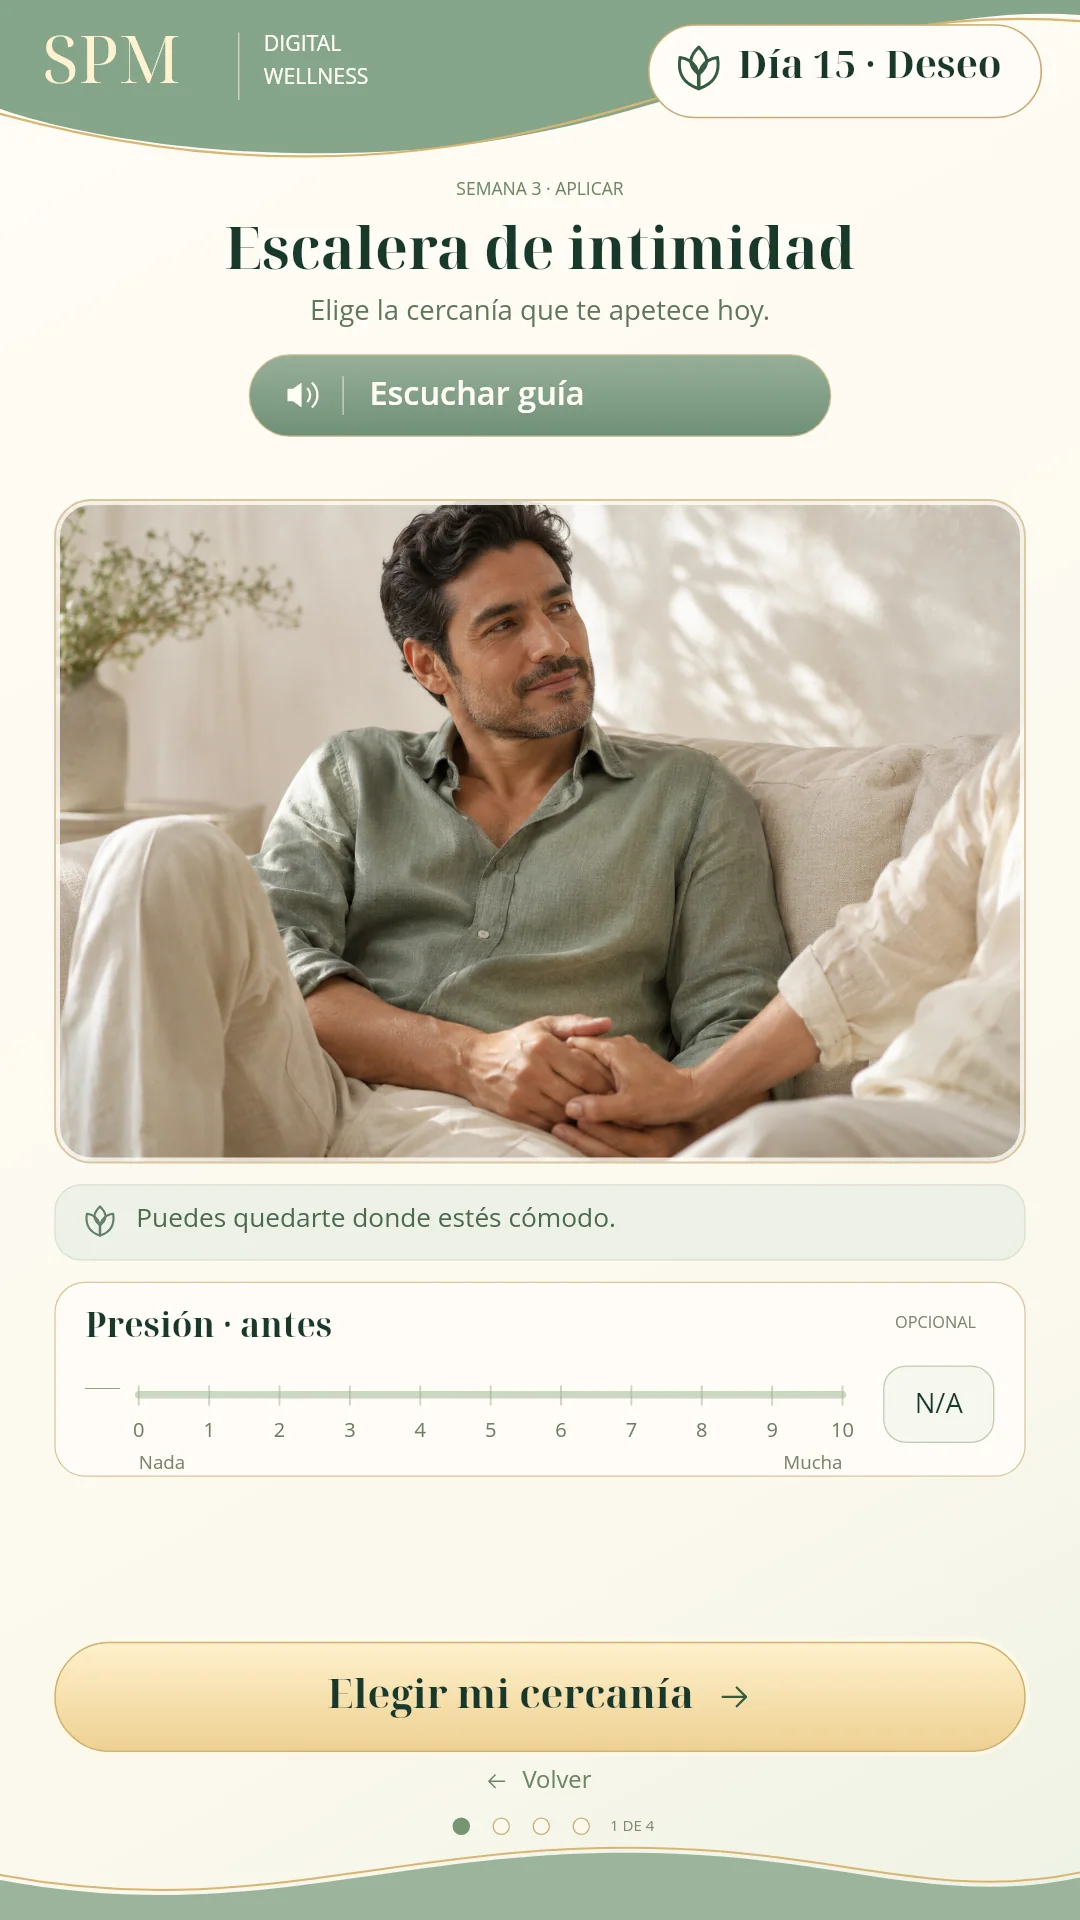 SPM
DIGITAL
WELLNESS
Día 15 · Deseo
SEMANA 3 · APLICAR
Escalera de intimidad
Elige la cercanía que te apetece hoy.
Escuchar guía
Puedes quedarte donde estés cómodo.
Presión · antes
OPCIONAL
0 1 2 3 4 5 6 7 8 9 10
N/A
Nada Mucha
Elegir mi cercanía →
← Volver
1 DE 4